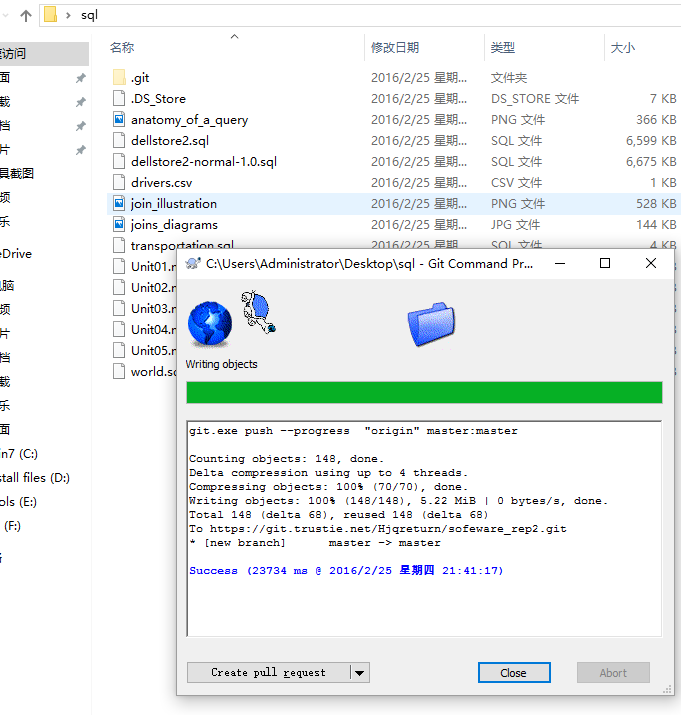 sql
访问
名称 修改日期 类型 大小
.git 2016/2/25 星期... 文件夹
.DS_Store 2016/2/25 星期... DS_STORE 文件 7 KB
anatomy_of_a_query 2016/2/25 星期... PNG 文件 366 KB
dellstore2.sql 2016/2/25 星期... SQL 文件 6,599 KB
dellstore2-normal-1.0.sql 2016/2/25 星期... SQL 文件 6,675 KB
drivers.csv 2016/2/25 星期... CSV 文件 1 KB
join_illustration 2016/2/25 星期... PNG 文件 528 KB
joins_diagrams 2016/2/25 星期... JPG 文件 144 KB
transportation.sql 2016/2/25 星期... SQL 文件 4 KB
Unit01.
Unit02.
Unit03.
Unit04.
Unit05.
world.s
面
载
档
片
具截图
项
乐
eDrive
电脑
项
片
档
载
乐
面
n7 (C:)
stall files (D:)
ols (E:)
(F:)
C:\Users\Administrator\Desktop\sql - Git Command Pr...
Writing objects
git.exe push --progress "origin" master:master
Counting objects: 148, done.
Delta compression using up to 4 threads.
Compressing objects: 100% (70/70), done.
Writing objects: 100% (148/148), 5.22 MiB | 0 bytes/s, done.
Total 148 (delta 68), reused 148 (delta 68)
To https://git.trustie.net/Hjqreturn/sofeware_rep2.git
* [new branch] master -> master
Success (23734 ms @ 2016/2/25 星期四 21:41:17)
Create pull request
Close
Abort